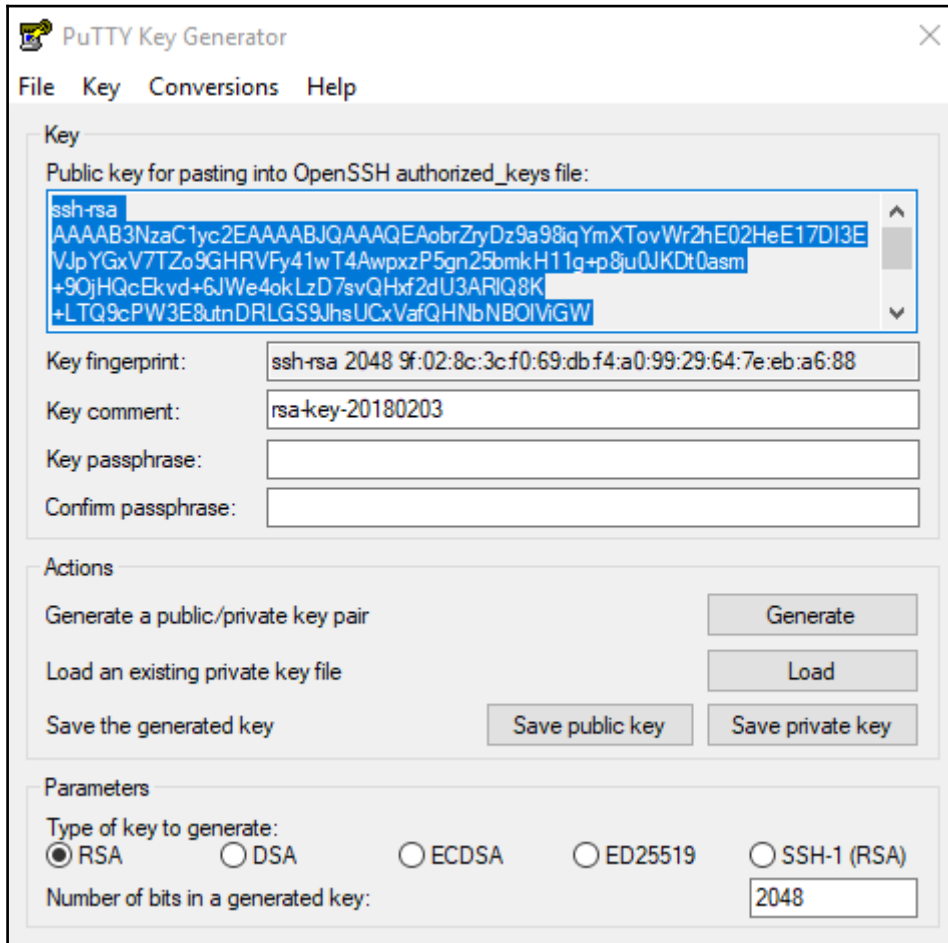 PuTTY Key Generator
File Key Conversions Help
Key
Public key for pasting into OpenSSH authorized_keys file:
ssh-rsa
AAAAB3NzaC1yc2EAAAABJQAAAQEAobrZryDz9a98iqYmXTovWr2hE02HeE17DI3E
VJpYGxV7TZo9GHRVFy41wT4AwpxzP5gn25bmkH11g+p8ju0JKDt0asm
+9OjHQcEkvd+6JWe4okLzD7svQHxf2dU3ARlQ8K
+LTQ9cPW3E8utnDRLGS9JhsUCxVafQHNbNBOlViGW
Key fingerprint: ssh-rsa 2048 9f:02:8c:3c:f0:69:db:f4:a0:99:29:64:7e:eb:a6:88
Key comment: rsa-key-20180203
Key passphrase:
Confirm passphrase:
Actions
Generate a public/private key pair Generate
Load an existing private key file Load
Save the generated key Save public key Save private key
Parameters
Type of key to generate:
RSA DSA ECDSA ED25519 SSH-1 (RSA)
Number of bits in a generated key: 2048